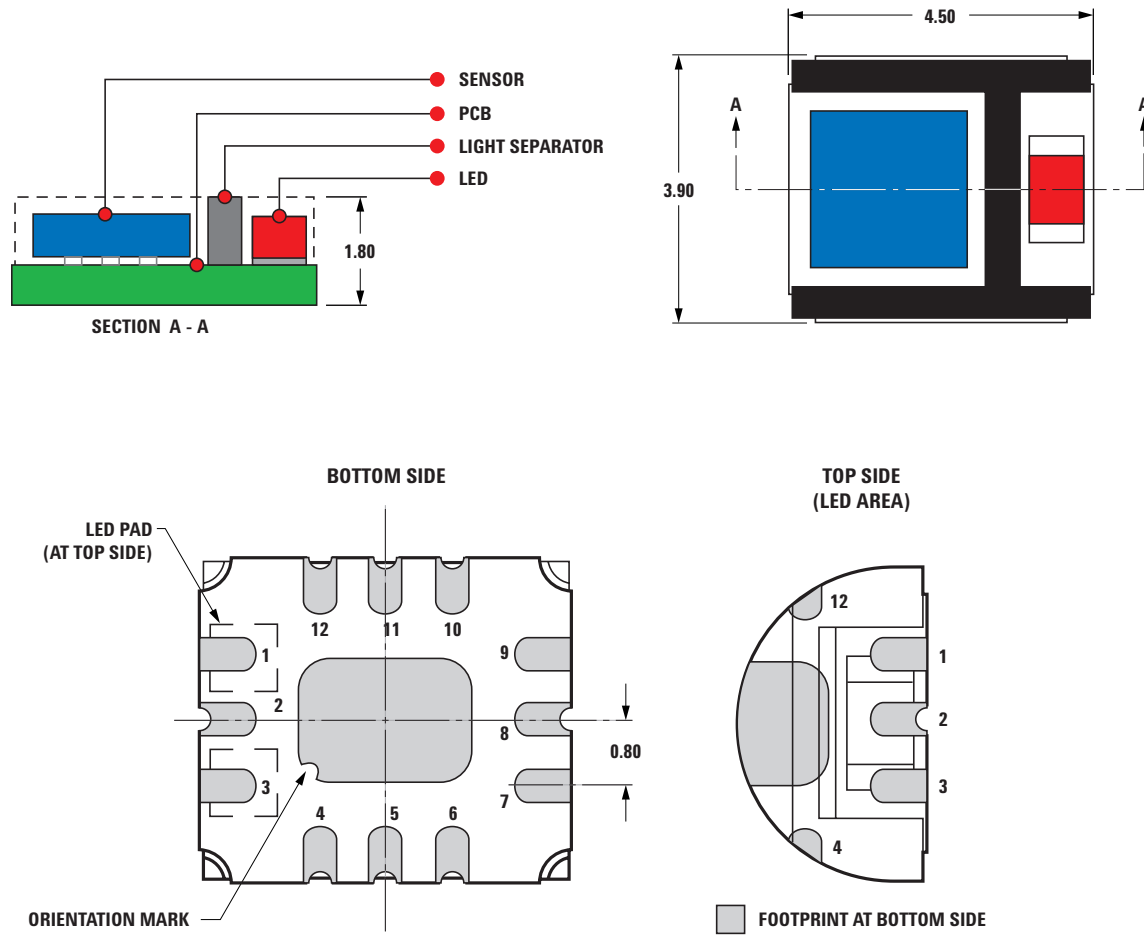 SENSOR
PCB
LIGHT SEPARATOR
LED
1.80
SECTION A - A
4.50
A
A
3.90
BOTTOM SIDE
LED PAD
(AT TOP SIDE)
12
11
10
1
9
2
8
0.80
3
7
4
5
6
ORIENTATION MARK
TOP SIDE
(LED AREA)
12
1
2
3
4
FOOTPRINT AT BOTTOM SIDE